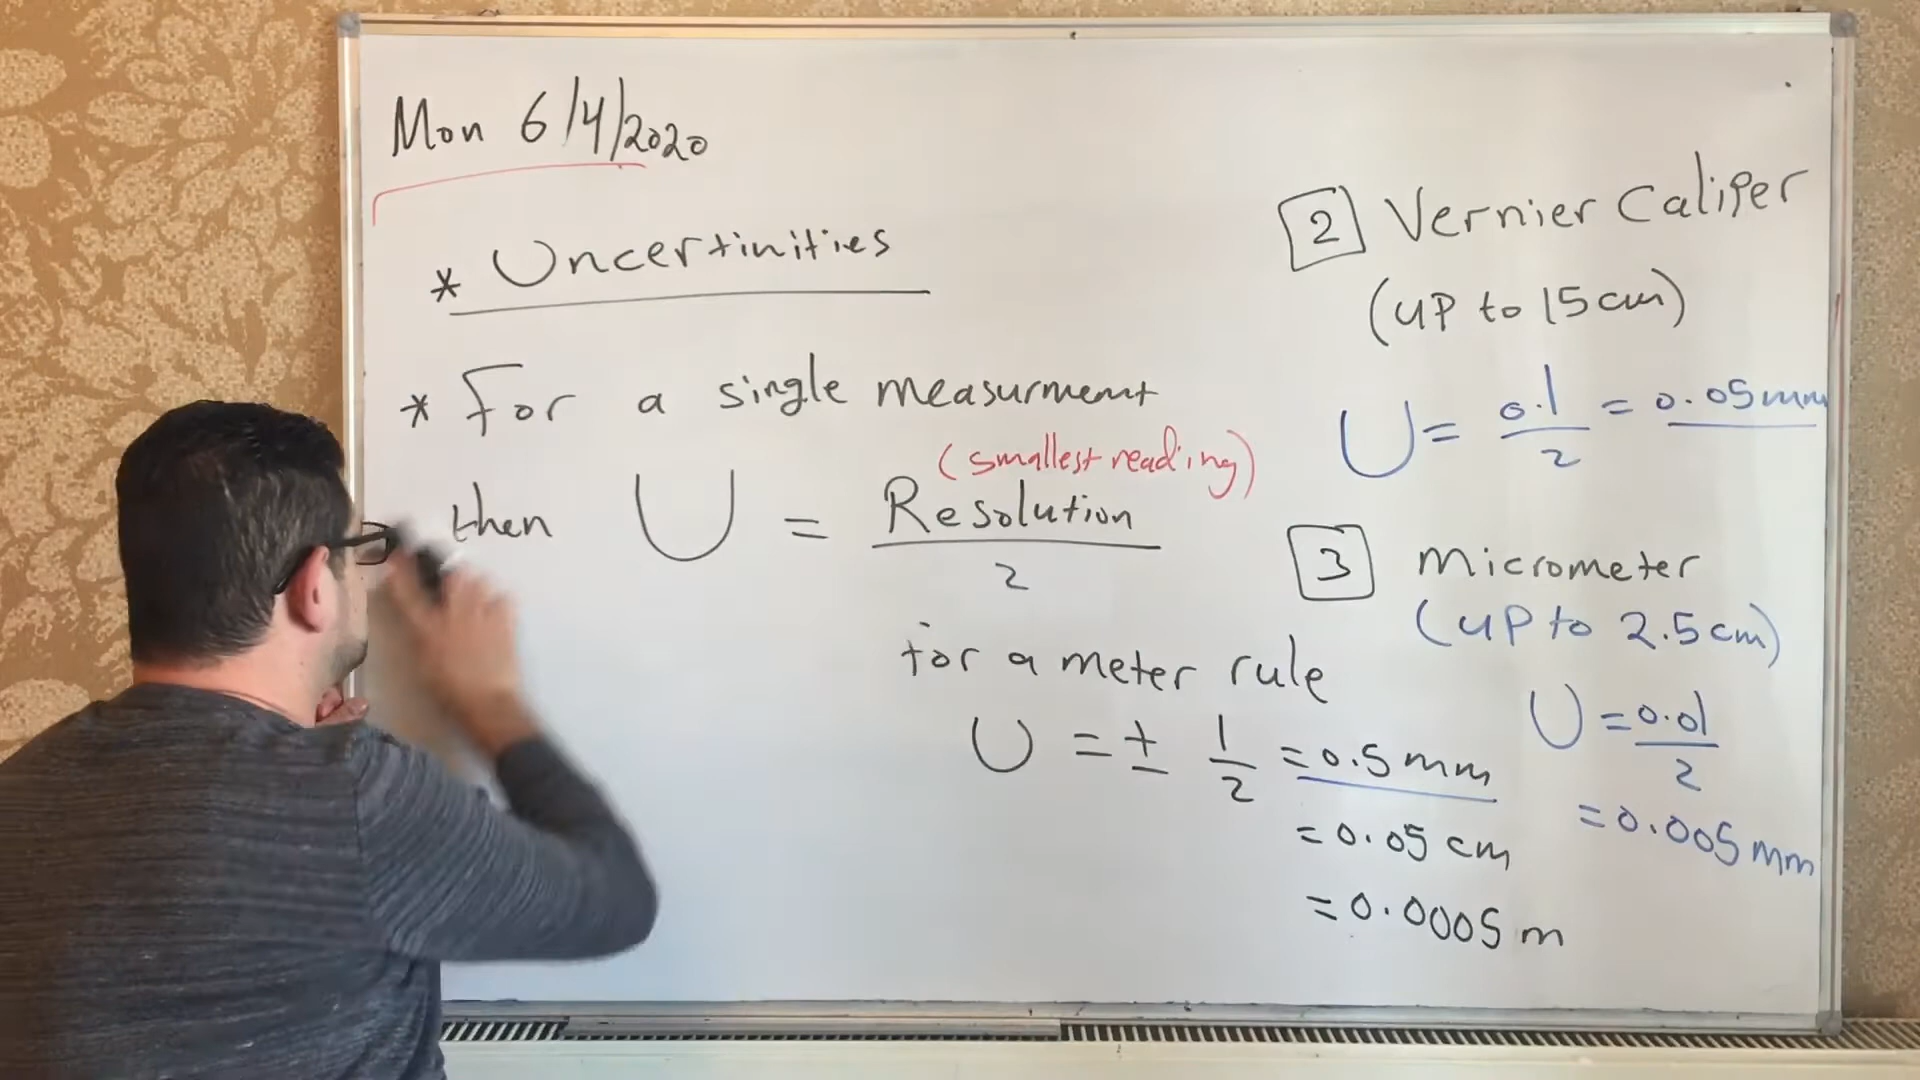 Mon 6/4/2020
* Uncertinities
* For a single measurment
(smallest reading)
then U = Resolution / 2
for a meter rule
U = ± 1/2 = 0.5 mm
= 0.05 cm
= 0.0005 m
2 Vernier Caliper
(up to 15 cm)
U = 0.1/2 = 0.05 mm
3 Micrometer
(up to 2.5 cm)
U = 0.01/2
= 0.005 mm